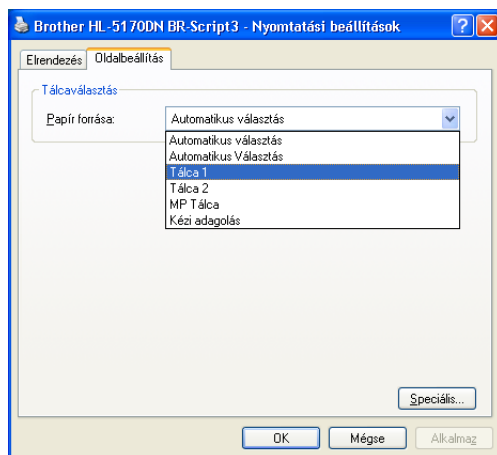 Brother HL-5170DN BR-Script3 - Nyomtatási beállítások
Elrendezés Oldalbeállítás
Tálcaválasztás
Papír forrása: Automatikus választás
Automatikus választás
Automatikus Választás
Tálca 1
Tálca 2
MP Tálca
Kézi adagolás
Speciális...
OK Mégse Alkalmaz